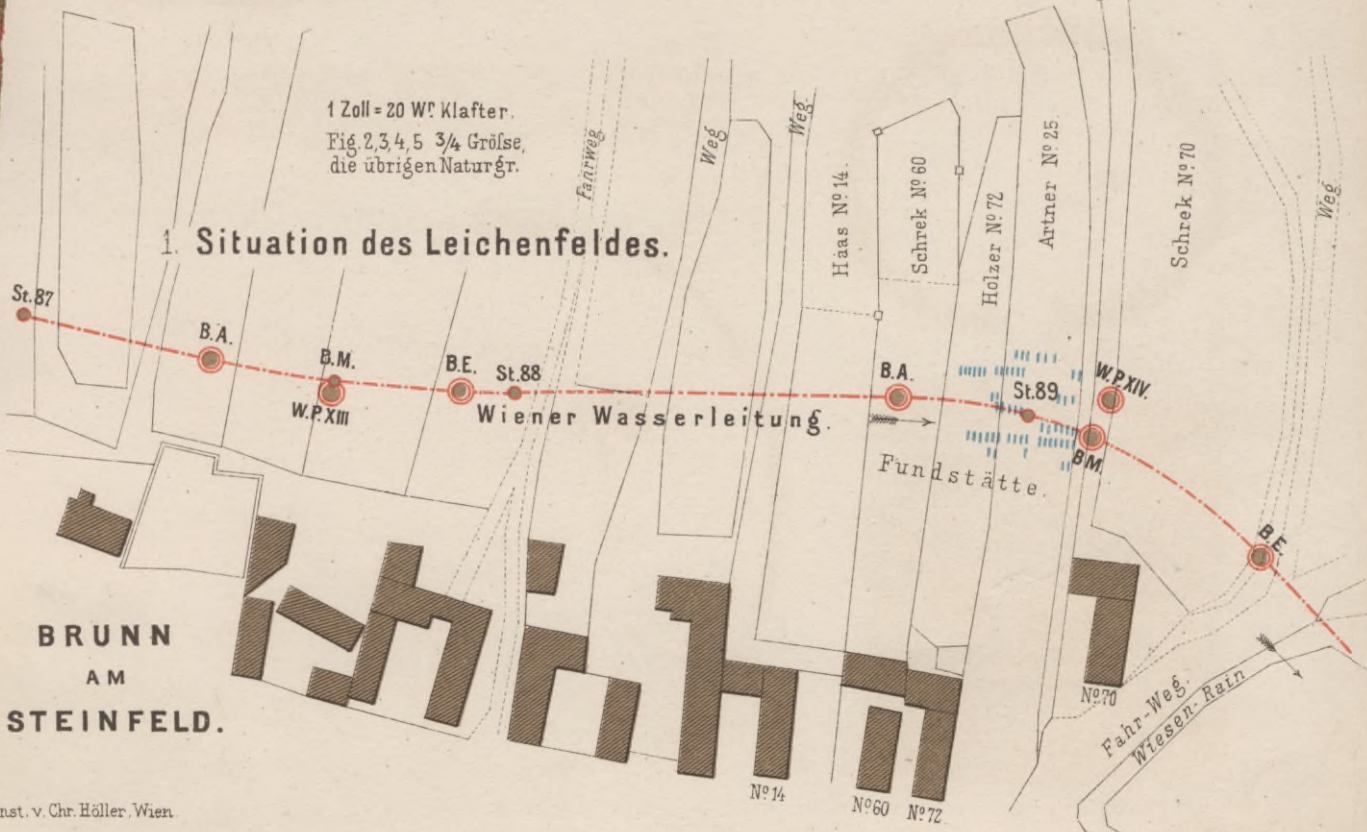 1 Zoll = 20 Wr. Klafter.
Fig. 2, 3, 4, 5 3/4 Größse,
die übrigen Naturgr.
1. Situation des Leichenfeldes.
Fahrweg.
Weg
Weg.
Haas No. 14.
Schrek No. 60
Holzer No. 72
Artner No. 25.
Schrek No. 70
Weg
St. 87
B.A.
B.M.
W.P. XIII
B.E.
St. 88
Wiener Wasserleitung.
B.A.
St. 89
W.P. XIV.
B.M.
B.E.
Fundstätte.
BRUNN
AM
STEINFELD.
No. 70
Fahr-Weg.
Wiesen-Rain
No. 14
No. 60
No. 72
nst. v. Chr. Höller, Wien.